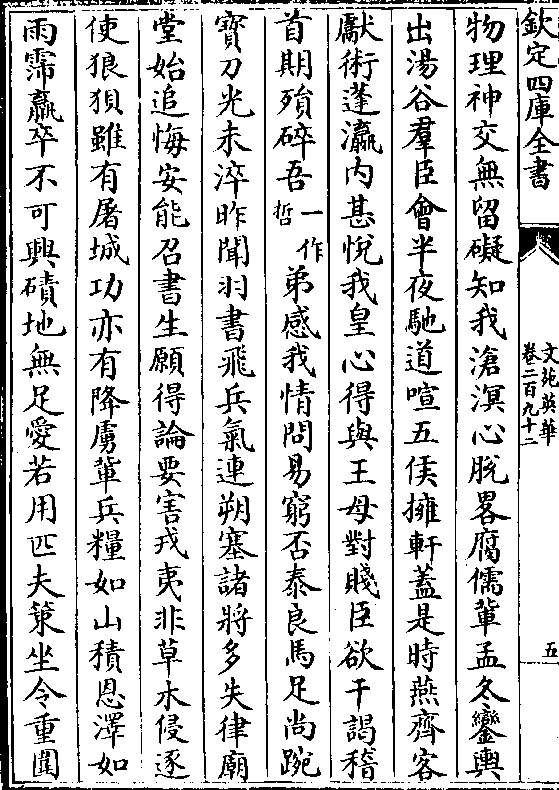 欽定四庫全書
文苑英華
卷二百九十二
五
物理神交無留礙知我滄溟心脫畧腐儒輩孟冬鑾輿
出湯谷羣臣會半夜馳道喧五侯擁軒蓋是時燕齊客
獻術蓬瀛內甚悅我皇心得與王母對賤臣欲干謁稽
首期殞碎吾一作哲弟感我情問易窮否泰良馬足尚踠
寶刀光未淬昨聞羽書飛兵氣連朔塞諸將多失律廟
堂始追悔安能召書生願得論要害戎夷非草木侵逐
使狼狽雖有屠城功亦有降虜輩兵糧如山積恩澤如
雨霈羸卒不可興磧地無足愛若用匹夫策坐令重圍